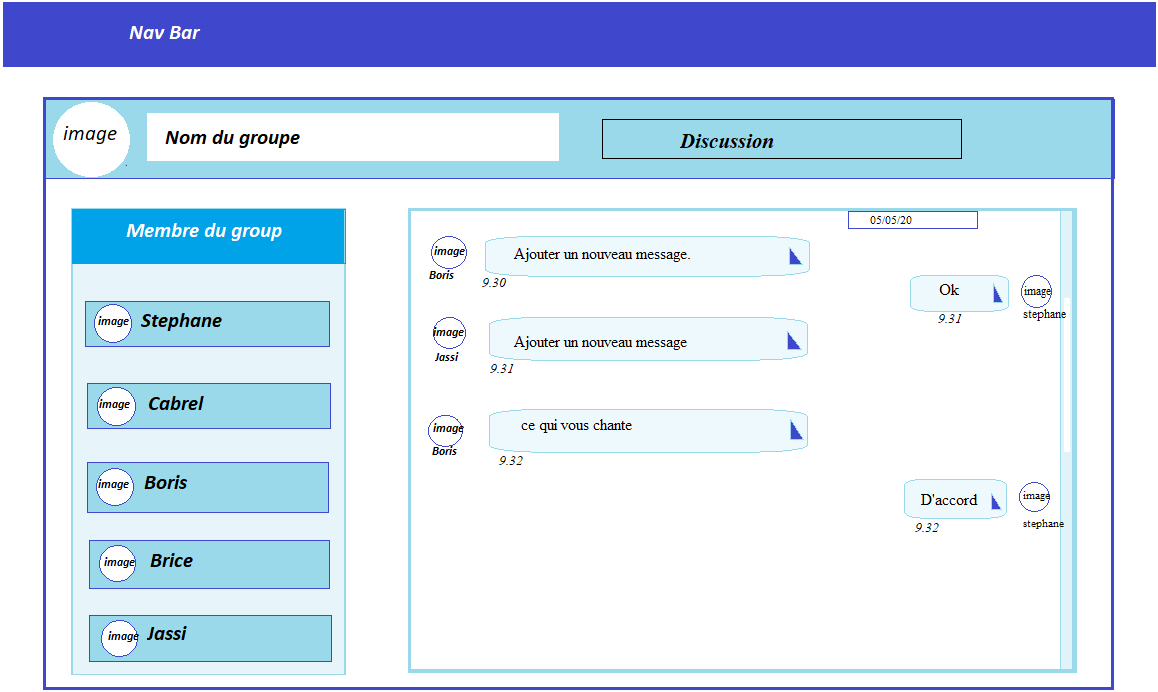 Nav Bar
image
Nom du groupe
Discussion
Membre du group
image Stephane
image Cabrel
image Boris
image Brice
image Jassi
05/05/20
image
Boris
Ajouter un nouveau message.
9.30
Ok
9.31
image
stephane
image
Jassi
Ajouter un nouveau message
9.31
image
Boris
ce qui vous chante
9.32
D'accord
9.32
image
stephane